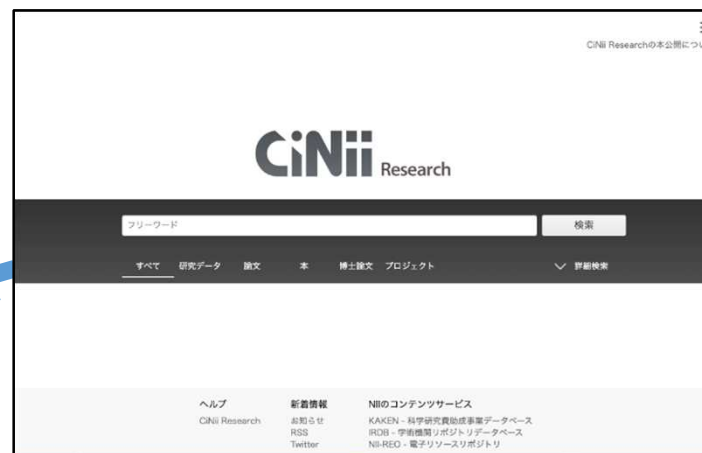 CiNii Researchの本公開につい
CiNii Research
フリーワード 検索
すべて 研究データ 論文 本 博士論文 プロジェクト 詳細検索
ヘルプ 新着情報 NIIのコンテンツサービス
CiNii Research お知らせ KAKEN - 科学研究費助成事業データベース
RSS IRDB - 学術機関リポジトリデータベース
Twitter NII-REO - 電子リソースリポジトリ